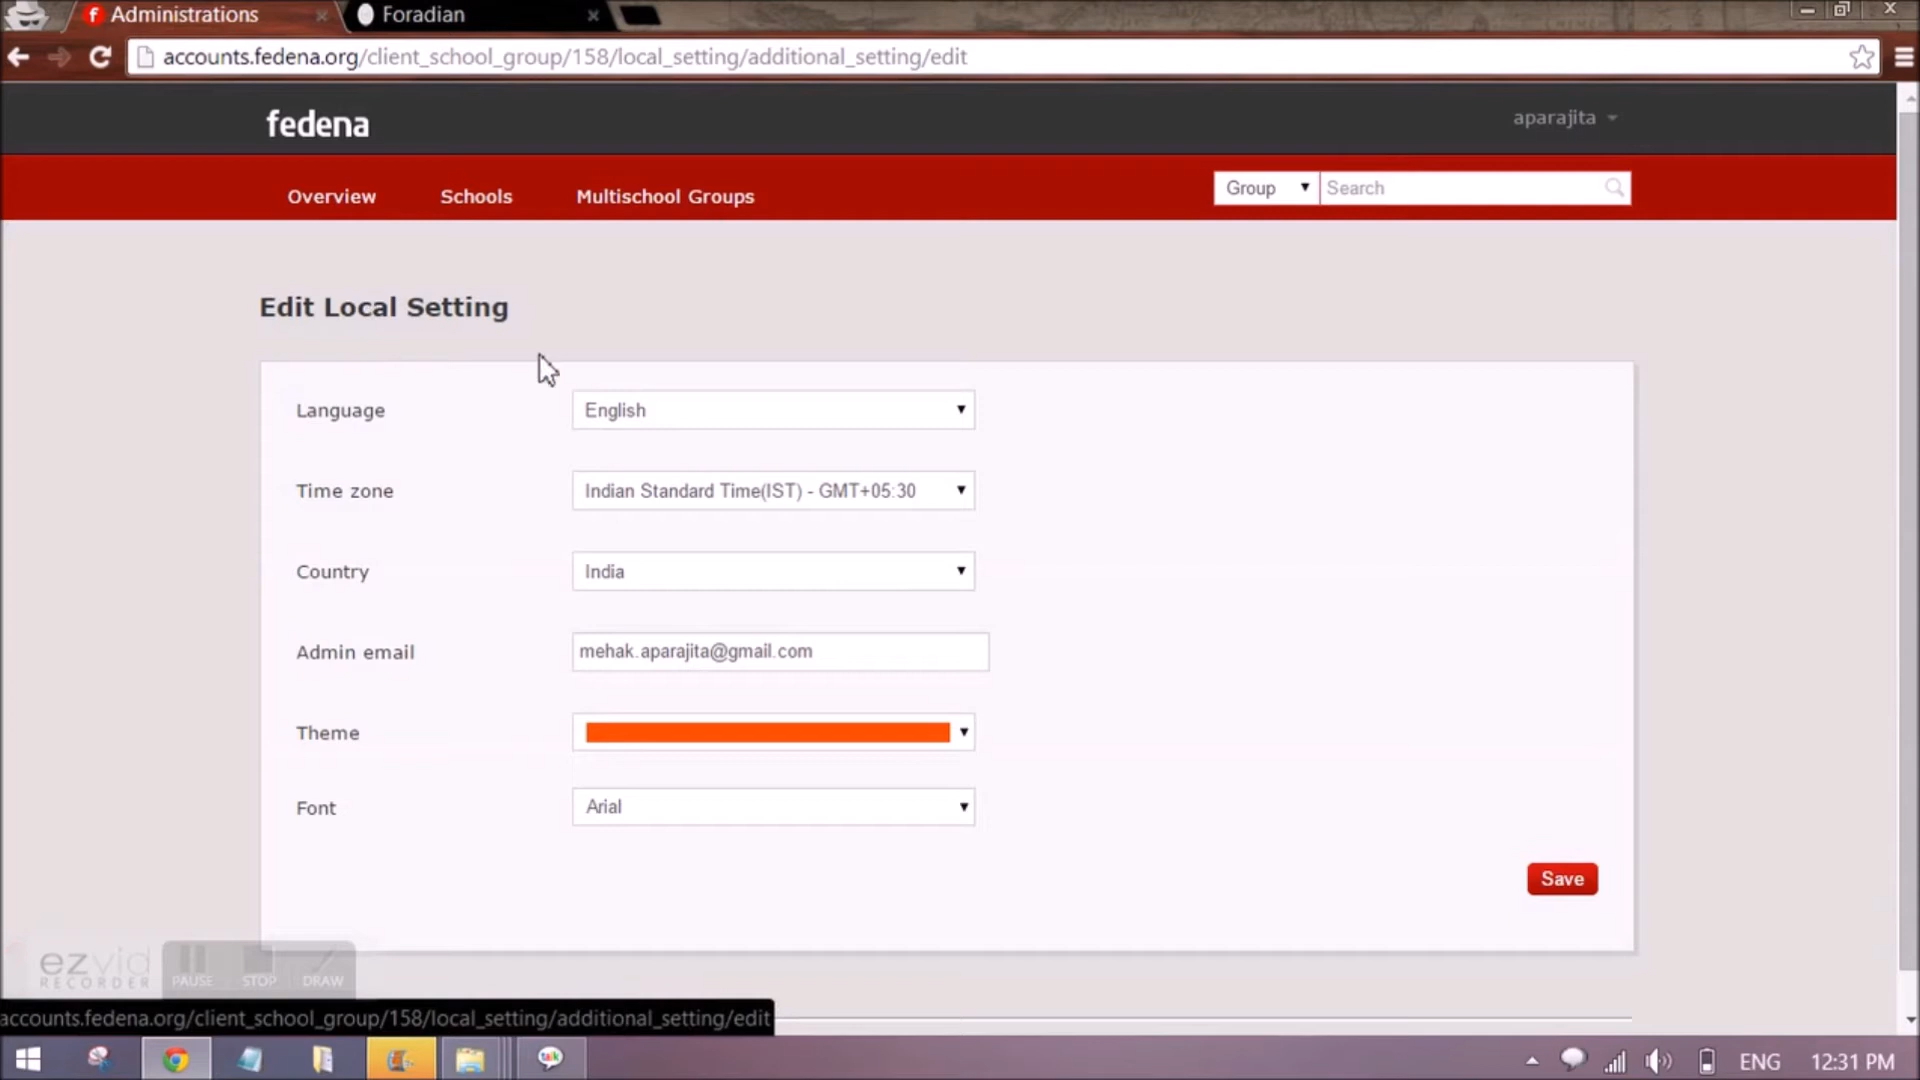 Administrations
Foradian
accounts.fedena.org/client_school_group/158/local_setting/additional_setting/edit
fedena
aparajita
Overview
Schools
Multischool Groups
Group
Search
Edit Local Setting
Language
English
Time zone
Indian Standard Time(IST) - GMT+05:30
Country
India
Admin email
mehak.aparajita@gmail.com
Theme
Font
Arial
Save
ezvid
RECORDER
PAUSE
STOP
DRAW
accounts.fedena.org/client_school_group/158/local_setting/additional_setting/edit
talk
ENG
12:31 PM